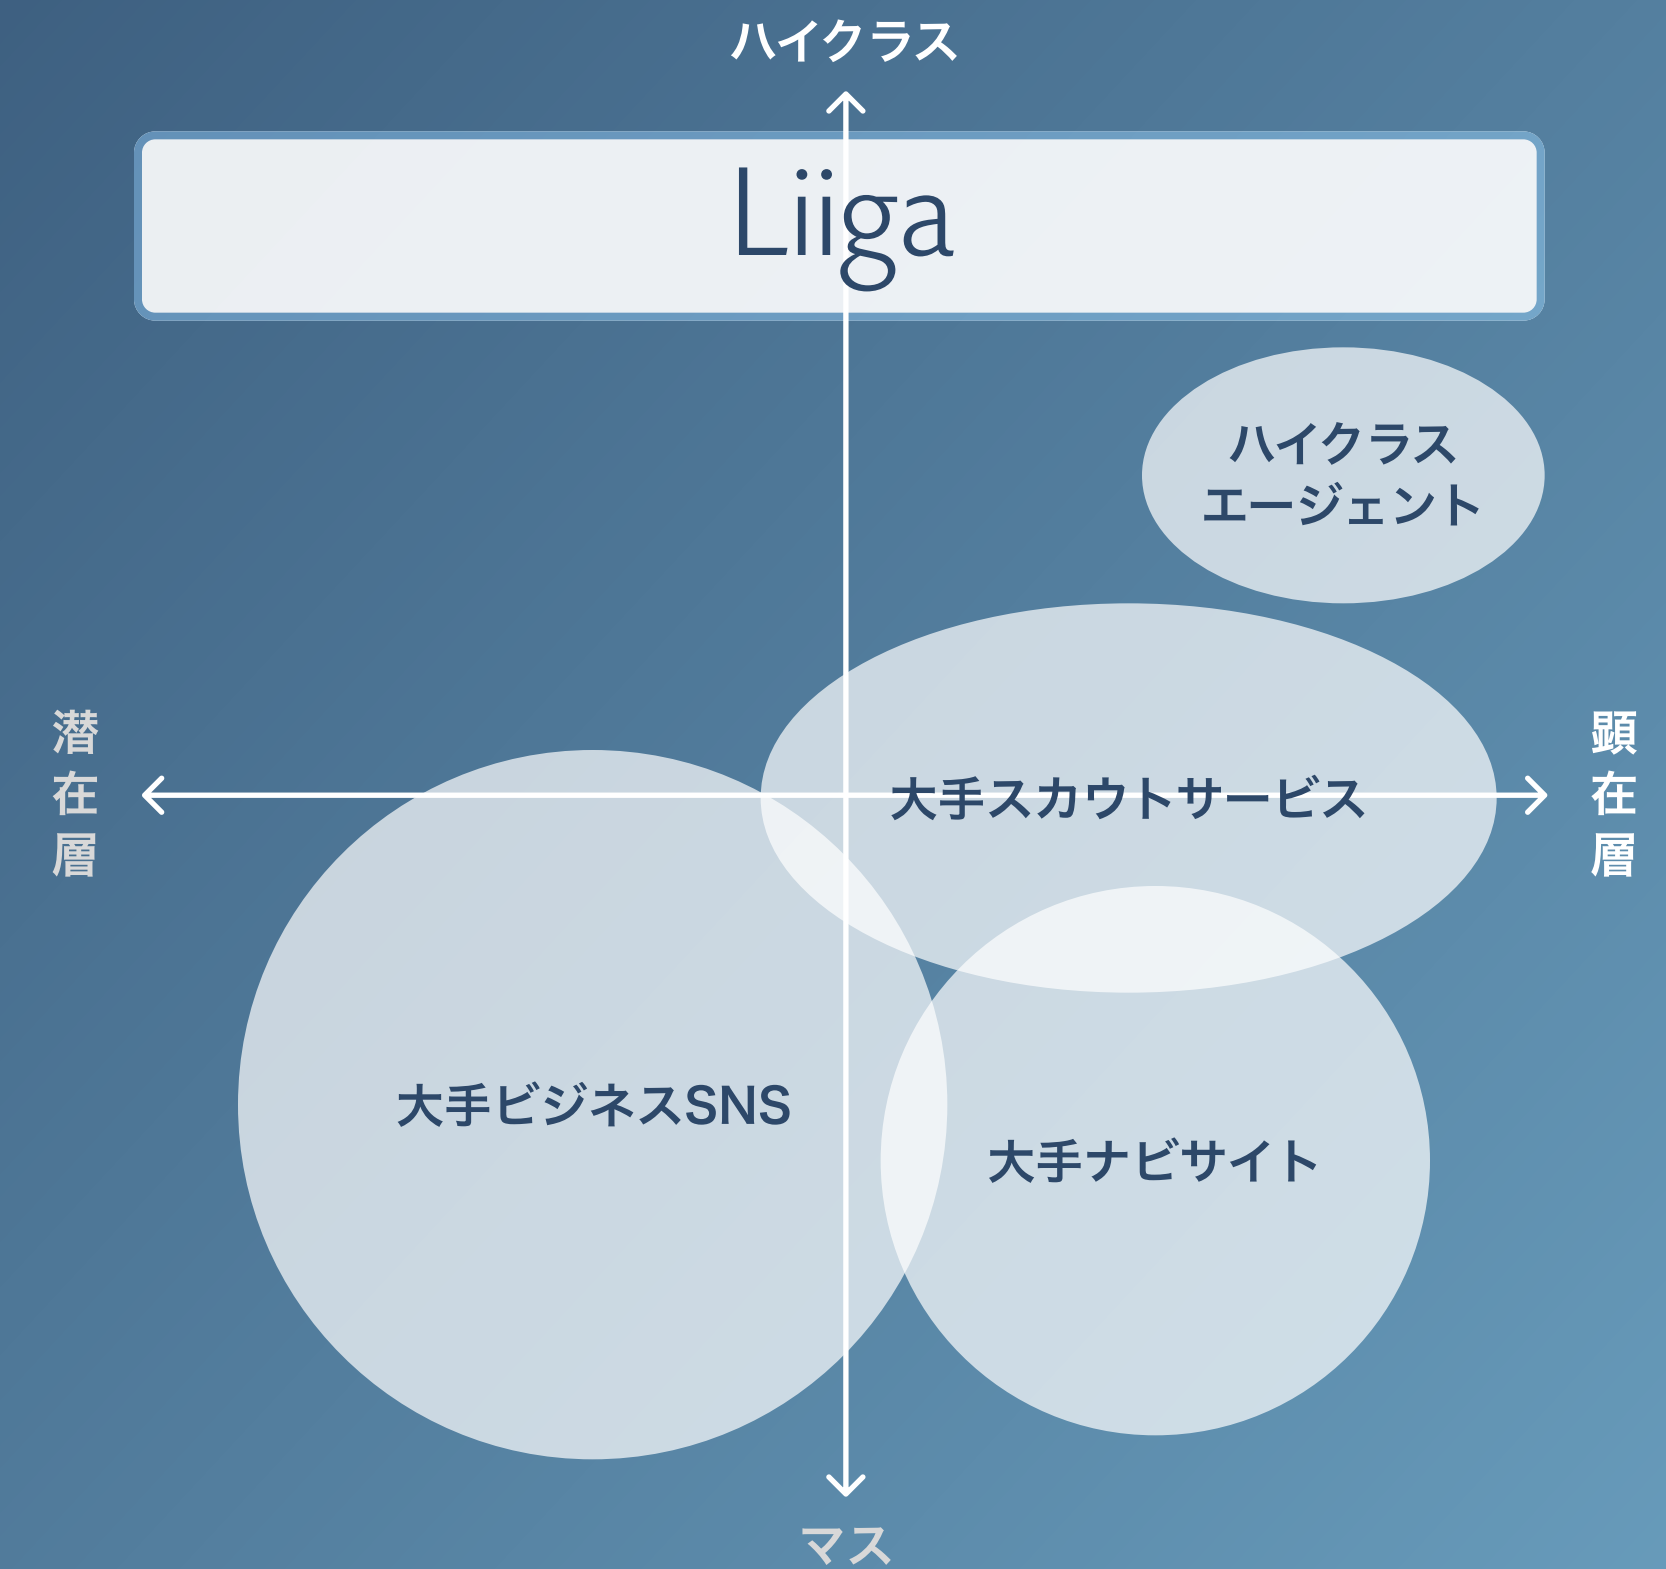 ハイクラス
Liiga
ハイクラス
エージェント
潜在層
顕在層
大手スカウトサービス
大手ビジネスSNS
大手ナビサイト
マス